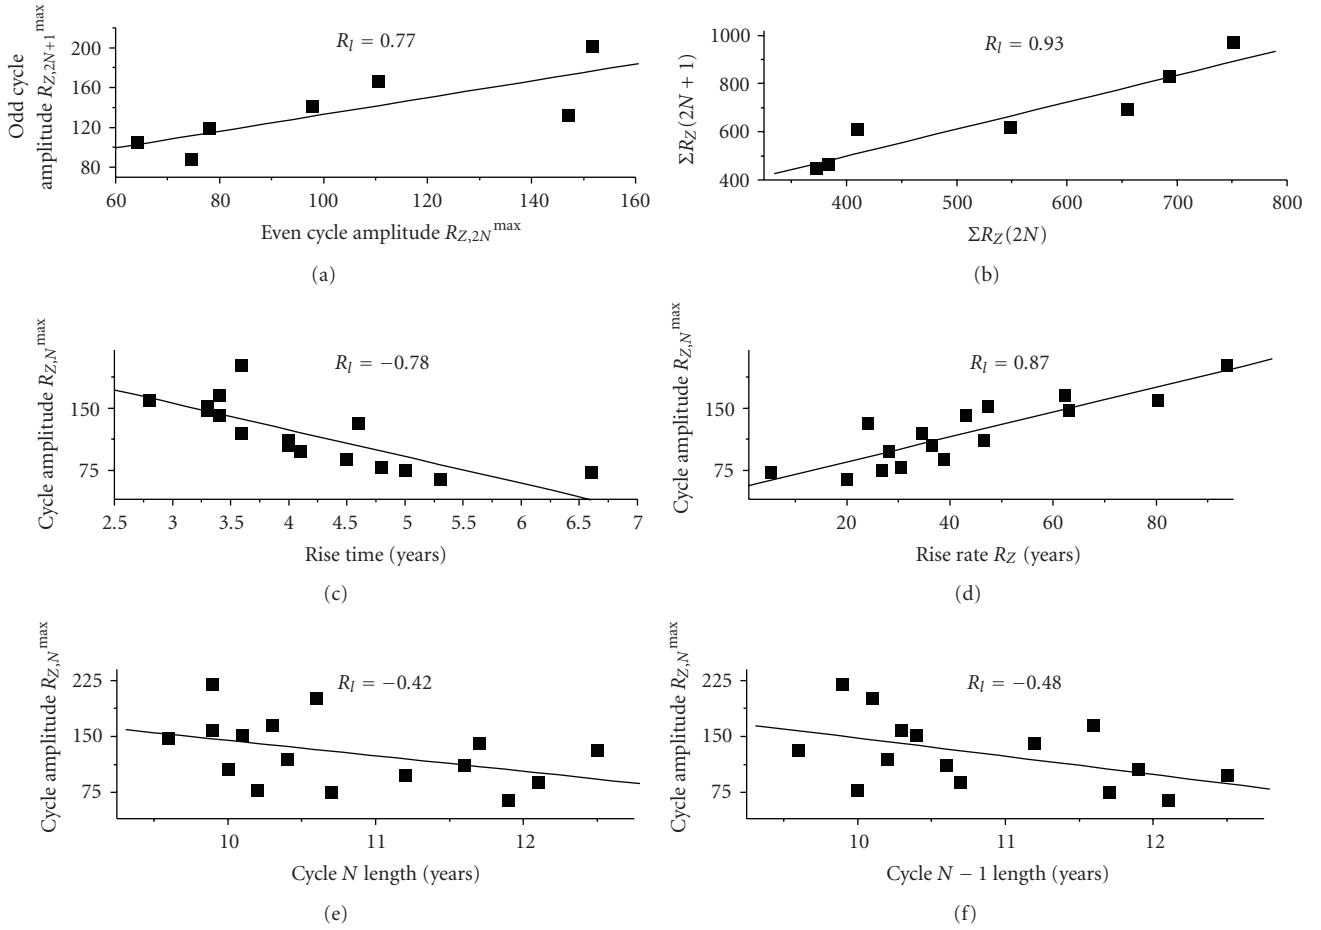 Odd cycle
amplitude R_{Z,2N+1}^{max}
R_l = 0.77
200
160
120
80
60 80 100 120 140 160
Even cycle amplitude R_{Z,2N}^{max}
(a)
ΣR_Z(2N + 1)
R_l = 0.93
1000
800
600
400
400 500 600 700 800
ΣR_Z(2N)
(b)
Cycle amplitude R_{Z,N}^{max}
R_l = −0.78
150
75
2.5 3 3.5 4 4.5 5 5.5 6 6.5 7
Rise time (years)
(c)
Cycle amplitude R_{Z,N}^{max}
R_l = 0.87
150
75
20 40 60 80
Rise rate R_Z (years)
(d)
Cycle amplitude R_{Z,N}^{max}
R_l = −0.42
225
150
75
10 11 12
Cycle N length (years)
(e)
Cycle amplitude R_{Z,N}^{max}
R_l = −0.48
225
150
75
10 11 12
Cycle N − 1 length (years)
(f)